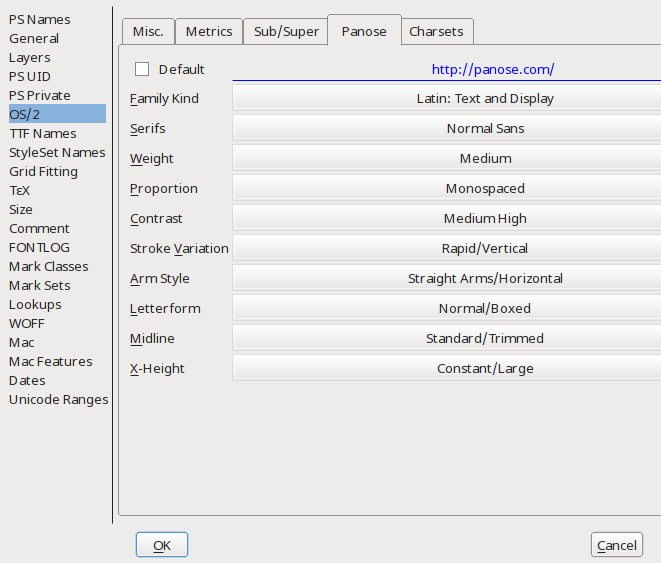 PS Names
General
Layers
PS UID
PS Private
OS/2
TTF Names
StyleSet Names
Grid Fitting
ΤεΧ
Size
Comment
FONTLOG
Mark Classes
Mark Sets
Lookups
WOFF
Mac
Mac Features
Dates
Unicode Ranges
Misc. Metrics Sub/Super Panose Charsets
Default http://panose.com/
Family Kind Latin: Text and Display
Serifs Normal Sans
Weight Medium
Proportion Monospaced
Contrast Medium High
Stroke Variation Rapid/Vertical
Arm Style Straight Arms/Horizontal
Letterform Normal/Boxed
Midline Standard/Trimmed
X-Height Constant/Large
OK Cancel